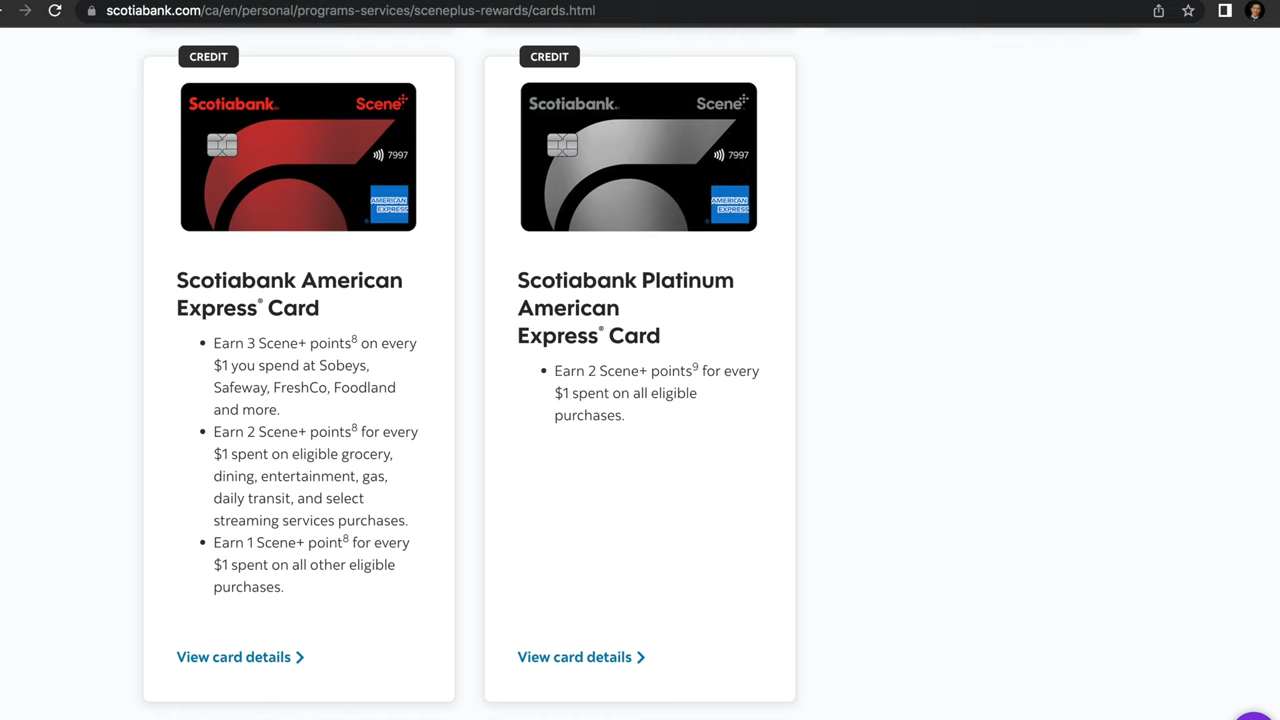 scotiabank.com/ca/en/personal/programs-services/sceneplus-rewards/cards.html
CREDIT
Scotiabank
Scene+
7997
AMERICAN
EXPRESS
Scotiabank American
Express® Card
• Earn 3 Scene+ points8 on every
$1 you spend at Sobeys,
Safeway, FreshCo, Foodland
and more.
• Earn 2 Scene+ points8 for every
$1 spent on eligible grocery,
dining, entertainment, gas,
daily transit, and select
streaming services purchases.
• Earn 1 Scene+ point8 for every
$1 spent on all other eligible
purchases.
View card details
CREDIT
Scotiabank
Scene+
7997
AMERICAN
EXPRESS
Scotiabank Platinum
American
Express® Card
• Earn 2 Scene+ points9 for every
$1 spent on all eligible
purchases.
View card details